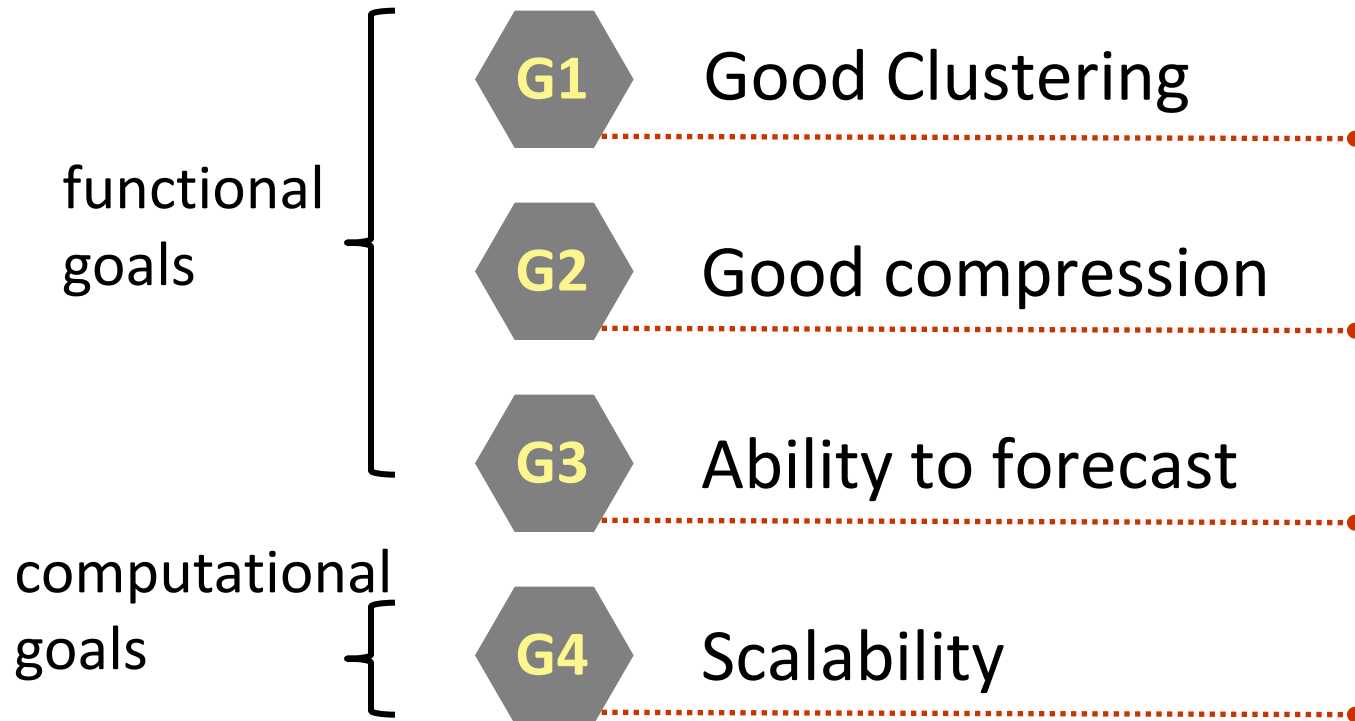 functional
goals
G1 Good Clustering
G2 Good compression
G3 Ability to forecast
computational
goals
G4 Scalability